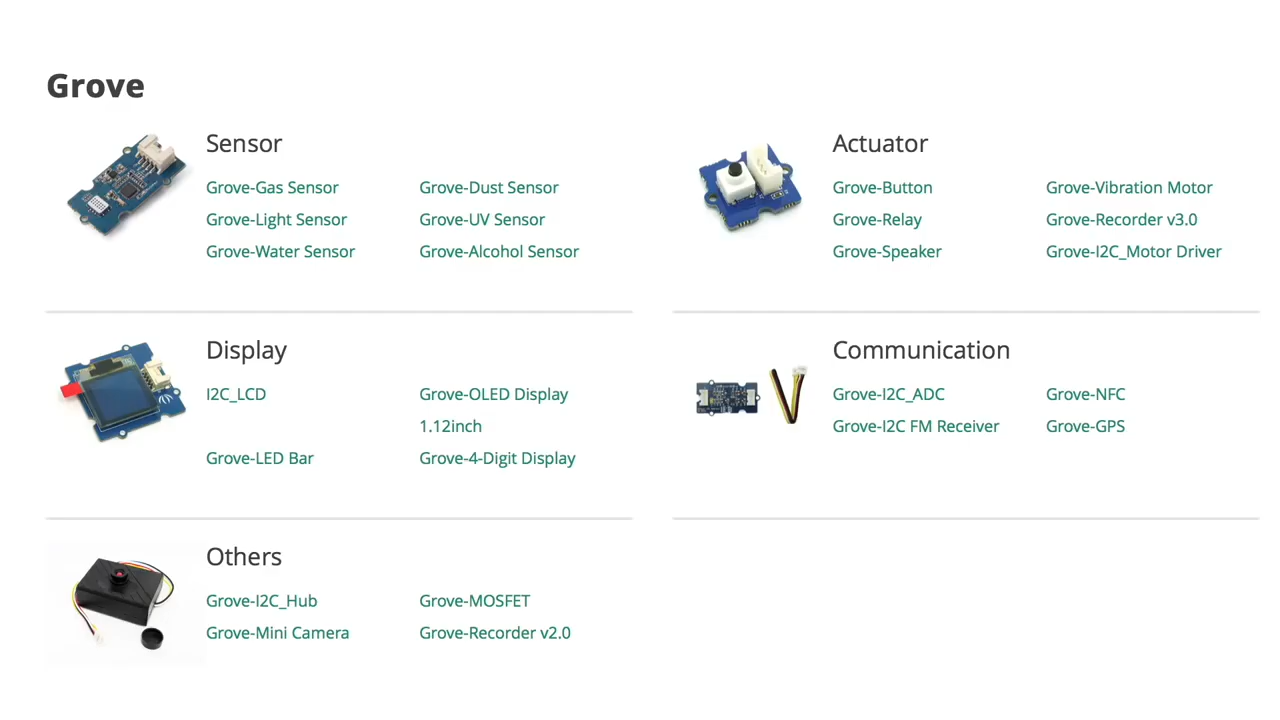 Grove
Sensor
Grove-Gas Sensor
Grove-Dust Sensor
Grove-Light Sensor
Grove-UV Sensor
Grove-Water Sensor
Grove-Alcohol Sensor
Actuator
Grove-Button
Grove-Vibration Motor
Grove-Relay
Grove-Recorder v3.0
Grove-Speaker
Grove-I2C_Motor Driver
Display
I2C_LCD
Grove-OLED Display
1.12inch
Grove-LED Bar
Grove-4-Digit Display
Communication
Grove-I2C_ADC
Grove-NFC
Grove-I2C FM Receiver
Grove-GPS
Others
Grove-I2C_Hub
Grove-MOSFET
Grove-Mini Camera
Grove-Recorder v2.0